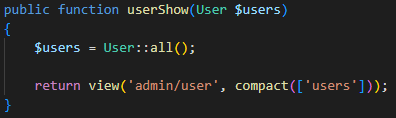 public function userShow(User $users)
{
    $users = User::all();

    return view('admin/user', compact(['users']));
}